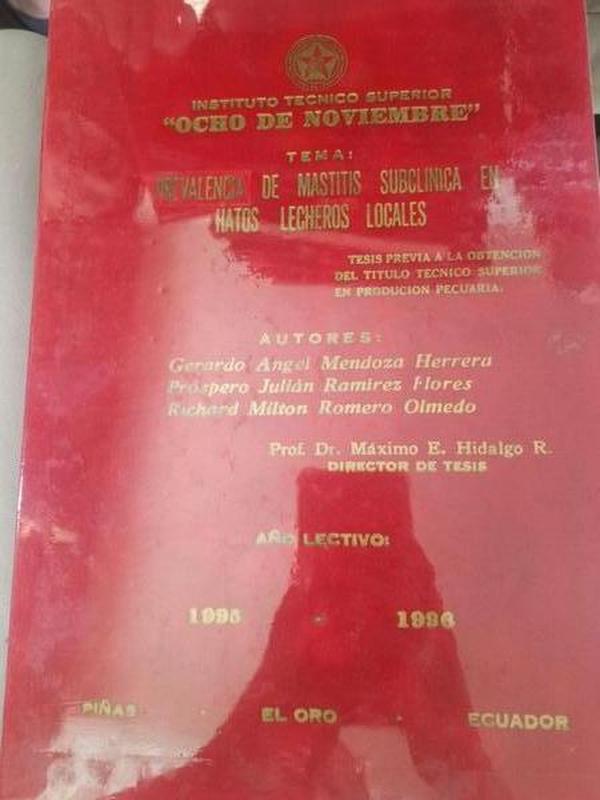 INSTITUTO TECNICO SUPERIOR
"OCHO DE NOVIEMBRE"
TEMA:
PREVALENCIA DE MASTITIS SUBCLINICA EN
HATOS LECHEROS LOCALES
TESIS PREVIA A LA OBTENCION
DEL TITULO TECNICO SUPERIOR
EN PRODUCION PECUARIA.
AUTORES:
Gerardo Angel Mendoza Herrera
Próspero Julián Ramírez Flores
Richard Milton Romero Olmedo
Prof. Dr. Máximo E. Hidalgo R.
DIRECTOR DE TESIS
AÑO LECTIVO:
1995 - 1996
PIÑAS - EL ORO - ECUADOR